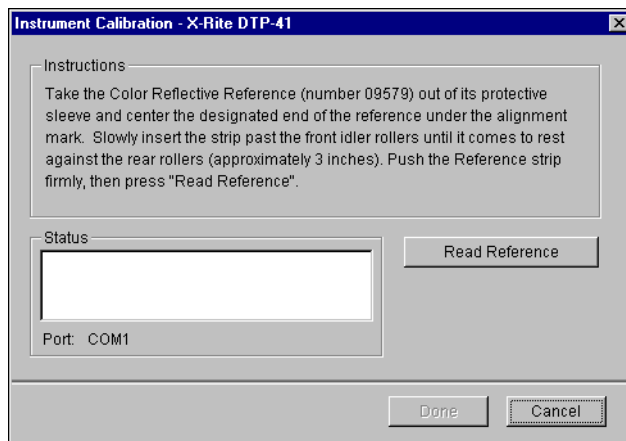 Instrument Calibration - X-Rite DTP-41
Instructions
Take the Color Reflective Reference (number 09579) out of its protective
sleeve and center the designated end of the reference under the alignment
mark.  Slowly insert the strip past the front idler rollers until it comes to rest
against the rear rollers (approximately 3 inches). Push the Reference strip
firmly, then press "Read Reference".
Status
Read Reference
Port:   COM1
Done
Cancel